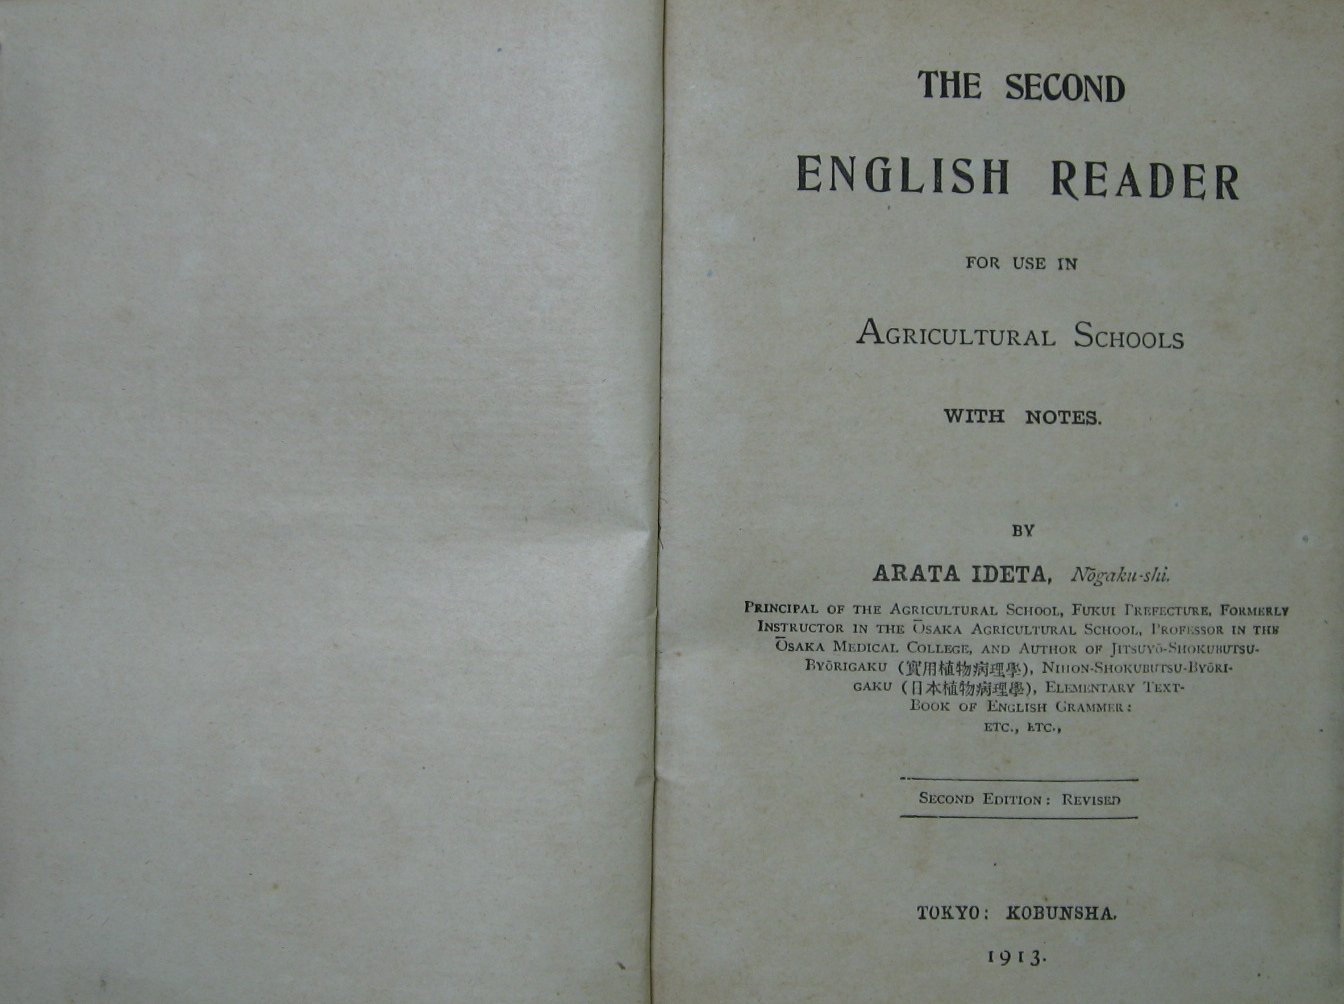 THE SECOND
ENGLISH READER
FOR USE IN
AGRICULTURAL SCHOOLS
WITH NOTES.
BY
ARATA IDETA, Nōgaku-shi.
PRINCIPAL OF THE AGRICULTURAL SCHOOL, FUKUI PREFECTURE, FORMERLY
INSTRUCTOR IN THE ŌSAKA AGRICULTURAL SCHOOL, PROFESSOR IN THE
ŌSAKA MEDICAL COLLEGE, AND AUTHOR OF JITSUYŌ-SHOKUBUTSU-
BYŌRIGAKU (實用植物病理學), NIHON-SHOKUBUTSU-BYŌRI-
GAKU (日本植物病理學), ELEMENTARY TEXT-
BOOK OF ENGLISH GRAMMER:
ETC., ETC.,
SECOND EDITION: REVISED
TOKYO: KOBUNSHA.
1913.